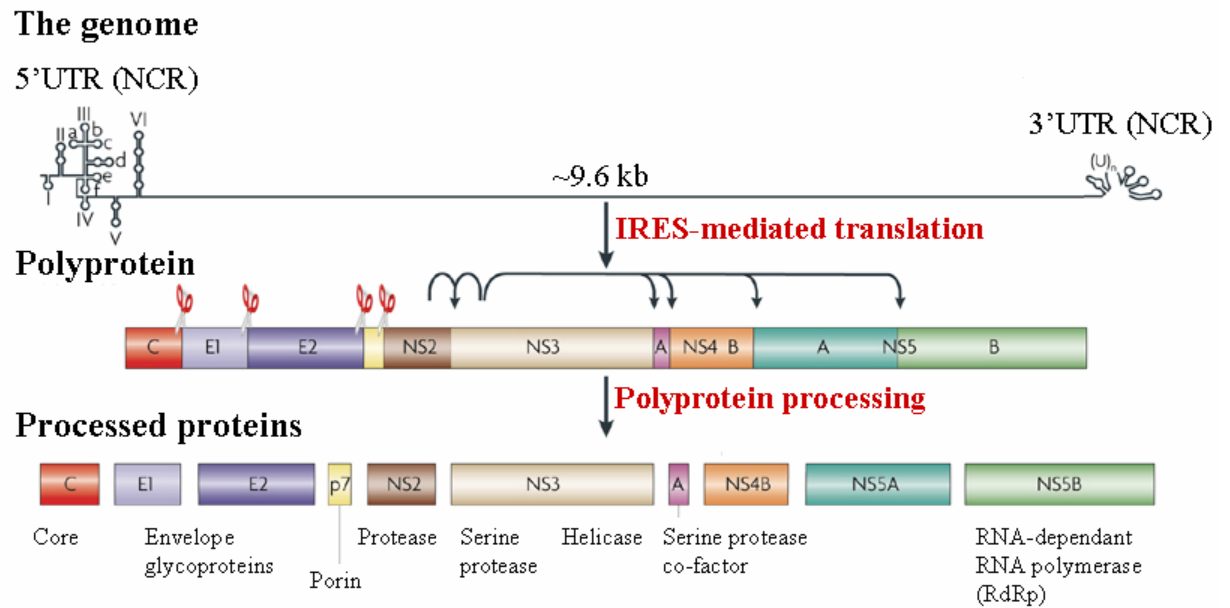 The genome
5’UTR (NCR)
3’UTR (NCR)
III
VI
II
a
b
c
d
e
f
I
IV
V
(U)n
~9.6 kb
IRES-mediated translation
Polyprotein
C E1 E2 NS2 NS3 A NS4 B A NS5 B
Polyprotein processing
Processed proteins
C E1 E2 p7 NS2 NS3 A NS4B NS5A NS5B
Core
Envelope
glycoproteins
Porin
Protease
Serine
protease
Helicase
Serine protease
co-factor
RNA-dependant
RNA polymerase
(RdRp)